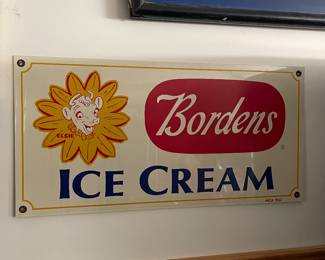 ELSIE
Bordens
®
ICE CREAM